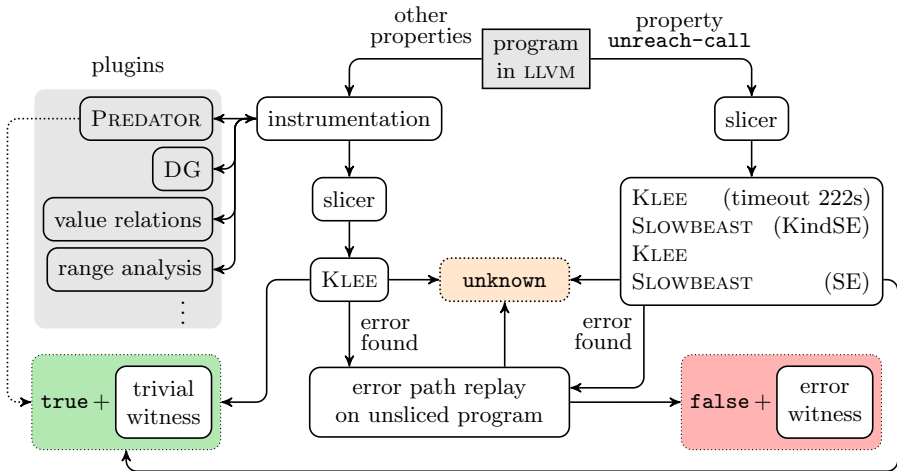 other
properties
program
in LLVM
property
unreach-call
plugins
PREDATOR
instrumentation
slicer
DG
slicer
value relations
range analysis
⋮
KLEE
unknown
KLEE (timeout 222s)
SLOWBEAST (KindSE)
KLEE
SLOWBEAST (SE)
error
found
error
found
true + trivial
witness
error path replay
on unsliced program
false + error
witness